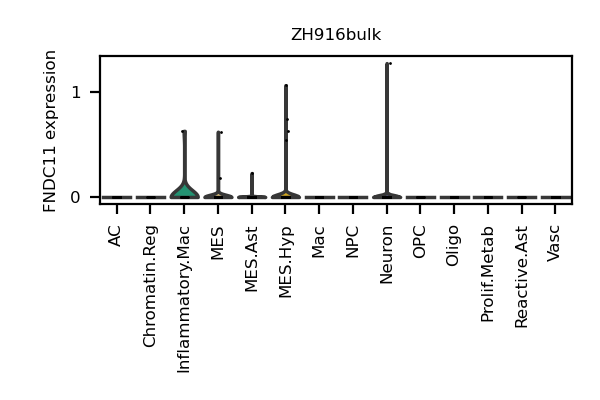 ZH916bulk
FNDC11 expression
1
0
AC
Chromatin.Reg
Inflammatory.Mac
MES
MES.Ast
MES.Hyp
Mac
NPC
Neuron
OPC
Oligo
Prolif.Metab
Reactive.Ast
Vasc